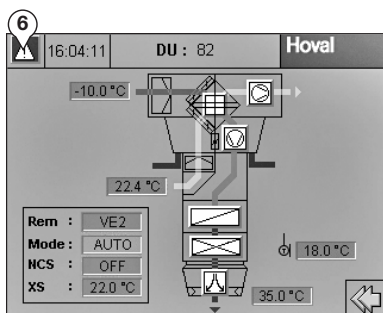 6
16:04:11 DU : 82 Hoval
-10.0 °C
22.4 °C
Rem : VE2
Mode : AUTO
NCS : OFF
XS : 22.0 °C
18.0 °C
35.0 °C